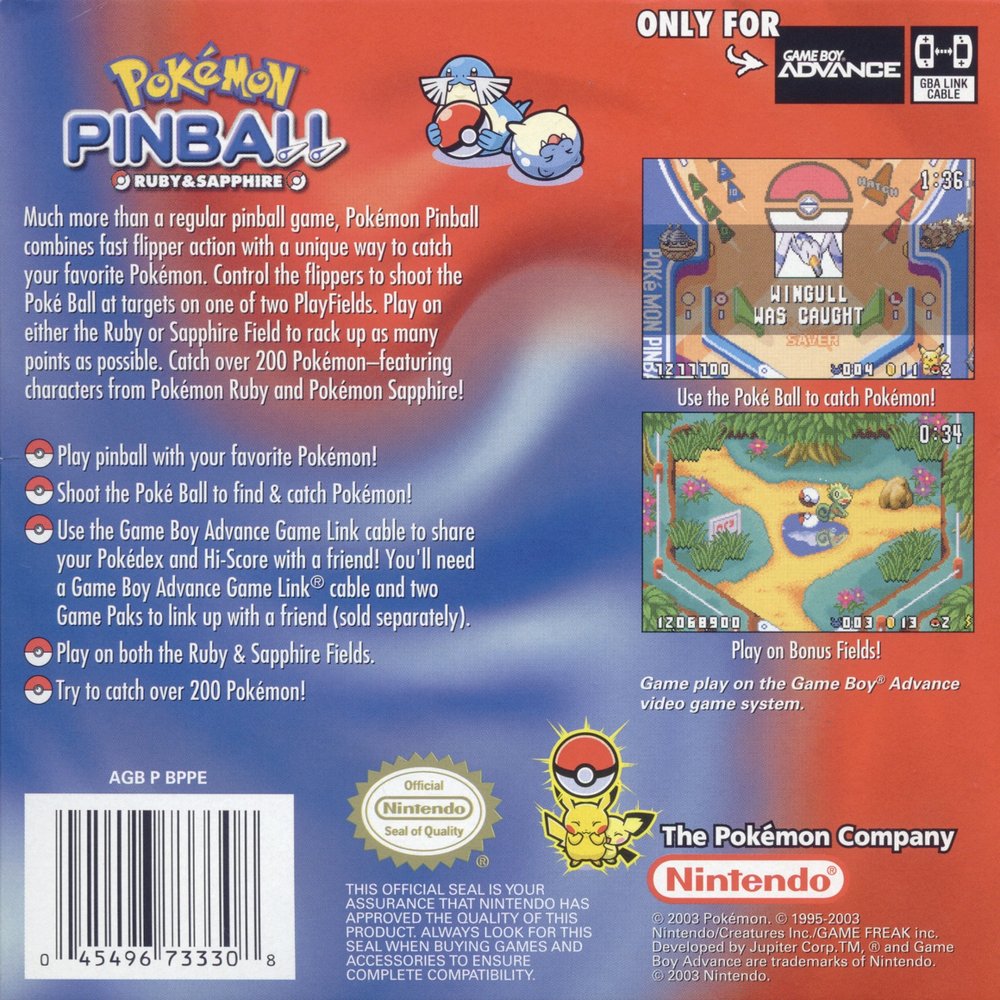 ONLY FOR
GAME BOY ADVANCE
GBA LINK CABLE
POKéMON
PINBALL
RUBY & SAPPHIRE
Much more than a regular pinball game, Pokémon Pinball
combines fast flipper action with a unique way to catch
your favorite Pokémon. Control the flippers to shoot the
Poké Ball at targets on one of two PlayFields. Play on
either the Ruby or Sapphire Field to rack up as many
points as possible. Catch over 200 Pokémon–featuring
characters from Pokémon Ruby and Pokémon Sapphire!
Play pinball with your favorite Pokémon!
Shoot the Poké Ball to find & catch Pokémon!
Use the Game Boy Advance Game Link cable to share
your Pokédex and Hi-Score with a friend! You'll need
a Game Boy Advance Game Link® cable and two
Game Paks to link up with a friend (sold separately).
Play on both the Ruby & Sapphire Fields.
Try to catch over 200 Pokémon!
1:36
HATCH
POKéMON PINBA
WINGULL
WAS CAUGHT
SAVER
7277700 004 11 2
Use the Poké Ball to catch Pokémon!
0:34
12068900 003 13 2
Play on Bonus Fields!
Game play on the Game Boy® Advance
video game system.
AGB P BPPE
0 45496 73330 8
Official
Nintendo
Seal of Quality
®
THIS OFFICIAL SEAL IS YOUR
ASSURANCE THAT NINTENDO HAS
APPROVED THE QUALITY OF THIS
PRODUCT. ALWAYS LOOK FOR THIS
SEAL WHEN BUYING GAMES AND
ACCESSORIES TO ENSURE
COMPLETE COMPATIBILITY.
The Pokémon Company
Nintendo®
© 2003 Pokémon. © 1995-2003
Nintendo/Creatures Inc./GAME FREAK inc.
Developed by Jupiter Corp.TM, ® and Game
Boy Advance are trademarks of Nintendo.
© 2003 Nintendo.